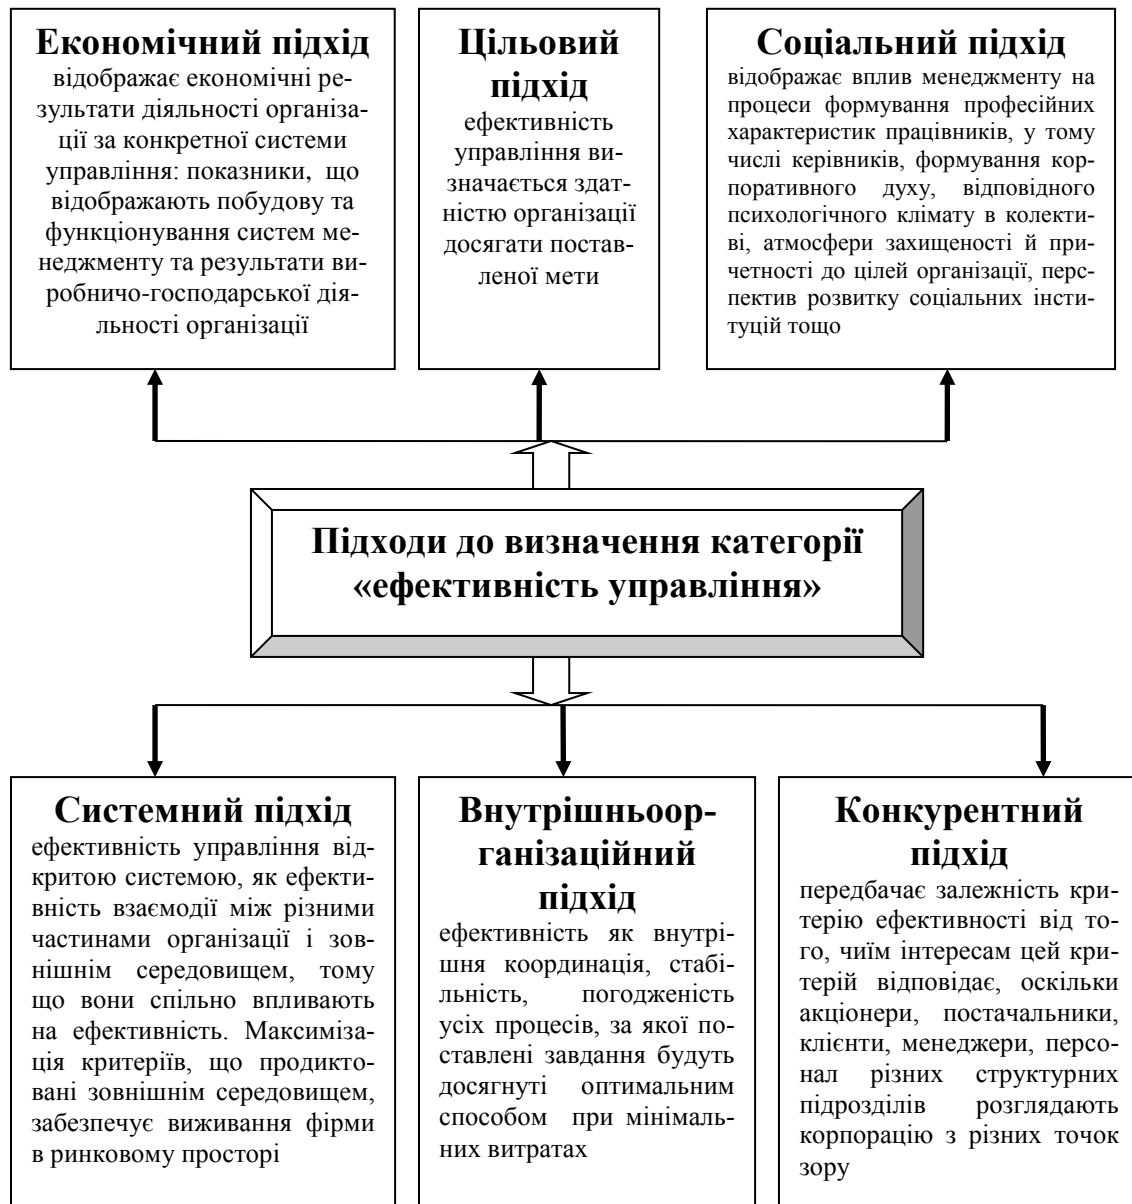 Економічний підхід
відображає економічні ре-
зультати діяльності організа-
ції за конкретної системи
управління: показники, що
відображають побудову та
функціонування систем ме-
неджменту та результати ви-
робничо-господарської дія-
льності організації
Цільовий
підхід
ефективність
управління ви-
значається здат-
ністю організації
досягати постав-
леної мети
Соціальний підхід
відображає вплив менеджменту на
процеси формування професійних
характеристик працівників, у тому
числі керівників, формування кор-
поративного духу, відповідного
психологічного клімату в колекти-
ві, атмосфери захищеності й при-
четності до цілей організації, перс-
пектив розвитку соціальних інсти-
туцій тощо
Підходи до визначення категорії
«ефективність управління»
Системний підхід
ефективність управління від-
критою системою, як ефекти-
вність взаємодії між різними
частинами організації і зов-
нішнім середовищем, тому
що вони спільно впливають
на ефективність. Максиміза-
ція критеріїв, що продикто-
вані зовнішнім середовищем,
забезпечує виживання фірми
в ринковому просторі
Внутрішньоор-
ганізаційний
підхід
ефективність як внутрі-
шня координація, стабі-
льність, погодженість
усіх процесів, за якої по-
ставлені завдання будуть
досягнуті оптимальним
способом при мінімаль-
них витратах
Конкурентний
підхід
передбачає залежність кри-
терію ефективності від то-
го, чиїм інтересам цей кри-
терій відповідає, оскільки
акціонери, постачальники,
клієнти, менеджери, персо-
нал різних структурних
підрозділів розглядають
корпорацію з різних точок
зору